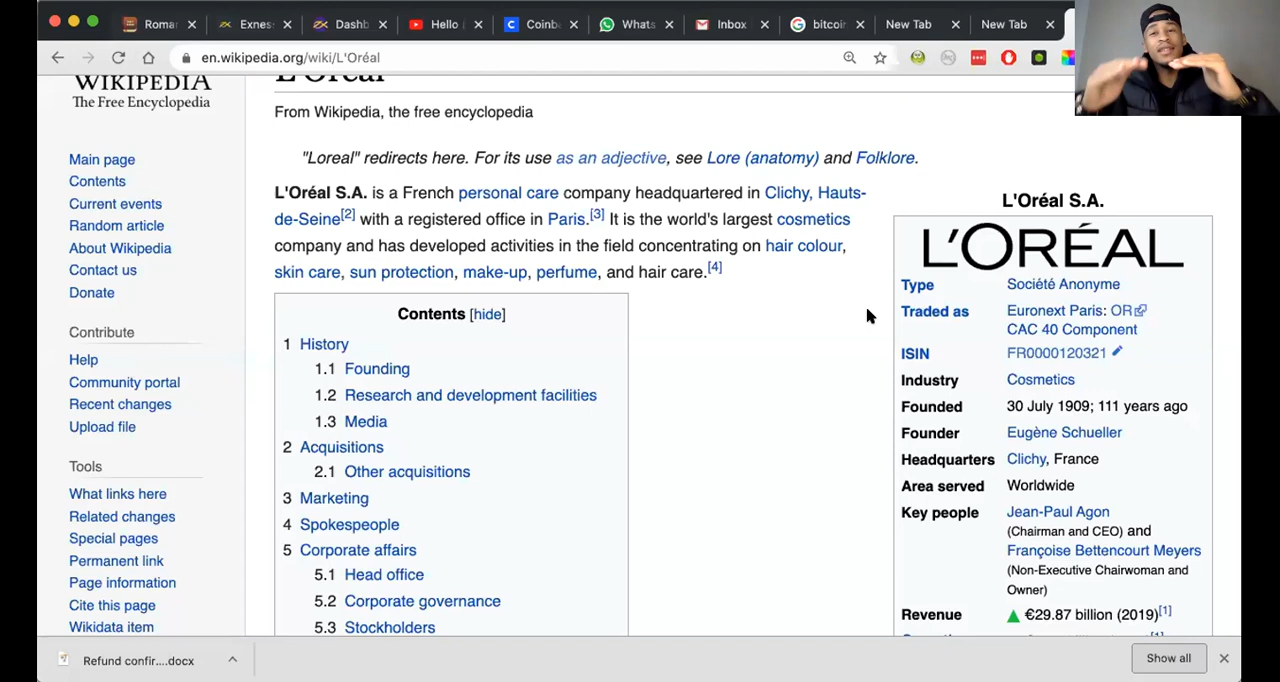 Roma
Exnes
Dashb
Hello
Coinb
Whats
Inbox
bitcoi
New Tab
New Tab
en.wikipedia.org/wiki/L'Oréal
WIKIPEDIA
The Free Encyclopedia
Main page
Contents
Current events
Random article
About Wikipedia
Contact us
Donate
Contribute
Help
Community portal
Recent changes
Upload file
Tools
What links here
Related changes
Special pages
Permanent link
Page information
Cite this page
Wikidata item
L'Oréal
From Wikipedia, the free encyclopedia
"Loreal" redirects here. For its use as an adjective, see Lore (anatomy) and Folklore.
L'Oréal S.A. is a French personal care company headquartered in Clichy, Hauts-
de-Seine[2] with a registered office in Paris.[3] It is the world's largest cosmetics
company and has developed activities in the field concentrating on hair colour,
skin care, sun protection, make-up, perfume, and hair care.[4]
Contents [hide]
1 History
1.1 Founding
1.2 Research and development facilities
1.3 Media
2 Acquisitions
2.1 Other acquisitions
3 Marketing
4 Spokespeople
5 Corporate affairs
5.1 Head office
5.2 Corporate governance
5.3 Stockholders
L'Oréal S.A.
L'ORÉAL
Type Société Anonyme
Traded as Euronext Paris: OR
CAC 40 Component
ISIN FR0000120321
Industry Cosmetics
Founded 30 July 1909; 111 years ago
Founder Eugène Schueller
Headquarters Clichy, France
Area served Worldwide
Key people Jean-Paul Agon
(Chairman and CEO) and
Françoise Bettencourt Meyers
(Non-Executive Chairwoman and
Owner)
Revenue €29.87 billion (2019)[1]
Refund confir....docx
Show all